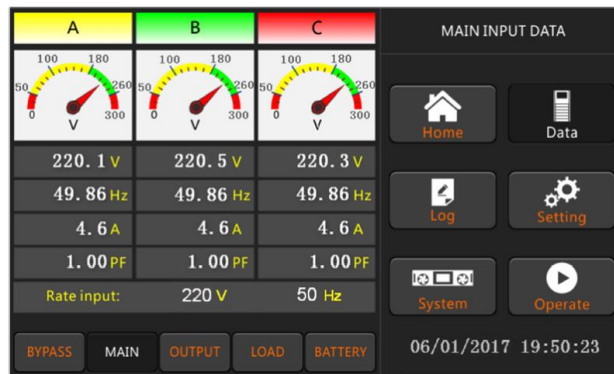 A B C
100 180 100 180 100 180
50 260 50 260 50 260
0 300 0 300 0 300
V V V
220.1 V 220.5 V 220.3 V
49.86 Hz 49.86 Hz 49.86 Hz
4.6 A 4.6 A 4.6 A
1.00 PF 1.00 PF 1.00 PF
Rate input: 220 V 50 Hz
BYPASS MAIN OUTPUT LOAD BATTERY
MAIN INPUT DATA
Home Data
Log Setting
System Operate
06/01/2017 19:50:23